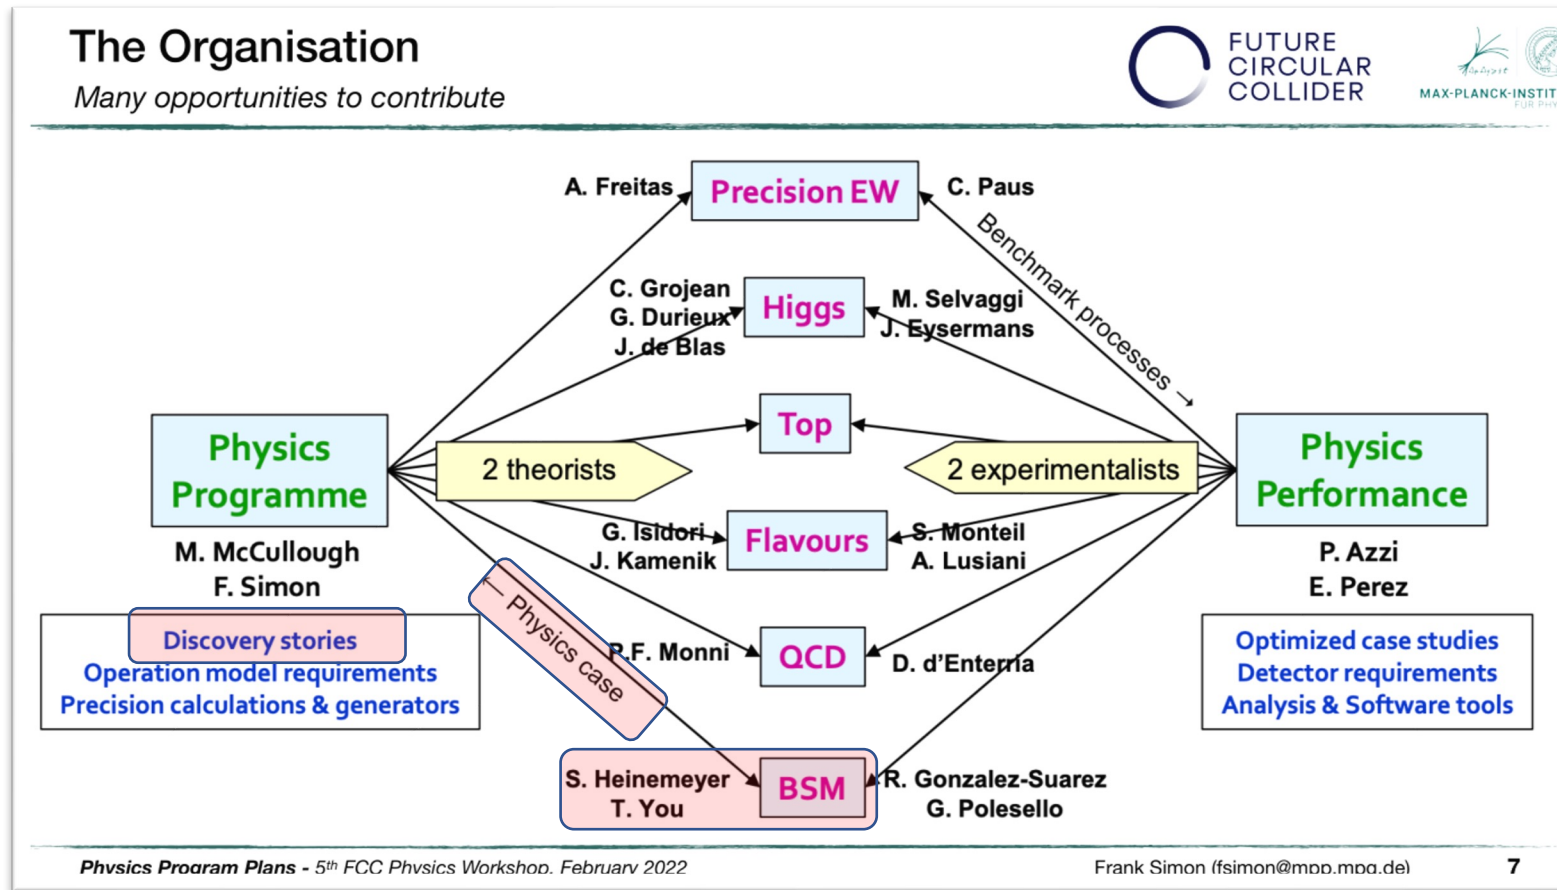 The Organisation
Many opportunities to contribute
FUTURE
CIRCULAR
COLLIDER
MAX-PLANCK-INSTIT
FÜR PHY
A. Freitas
Precision EW
C. Paus
Benchmark processes →
C. Grojean
G. Durieux
J. de Blas
Higgs
M. Selvaggi
J. Eysermans
Top
Physics
Programme
2 theorists
2 experimentalists
Physics
Performance
M. McCullough
F. Simon
G. Isidori
J. Kamenik
Flavours
S. Monteil
A. Lusiani
P. Azzi
E. Perez
Discovery stories
Operation model requirements
Precision calculations & generators
← Physics case
P.F. Monni
QCD
D. d'Enterria
Optimized case studies
Detector requirements
Analysis & Software tools
S. Heinemeyer
T. You
BSM
R. Gonzalez-Suarez
G. Polesello
Physics Program Plans - 5th FCC Physics Workshop, February 2022
Frank Simon (fsimon@mpp.mpg.de)
7